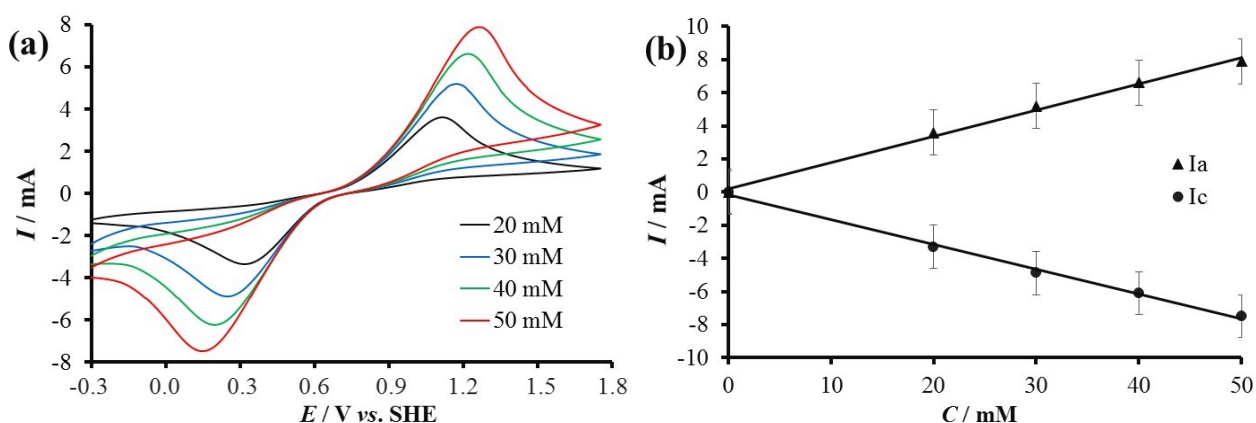 (a)
8
6
4
2
0
-2
-4
-6
-8
I / mA
-0.3 0.0 0.3 0.6 0.9 1.2 1.5 1.8
E / V vs. SHE
20 mM
30 mM
40 mM
50 mM
(b)
10
8
6
4
2
0
-2
-4
-6
-8
-10
I / mA
0 10 20 30 40 50
C / mM
Ia
Ic